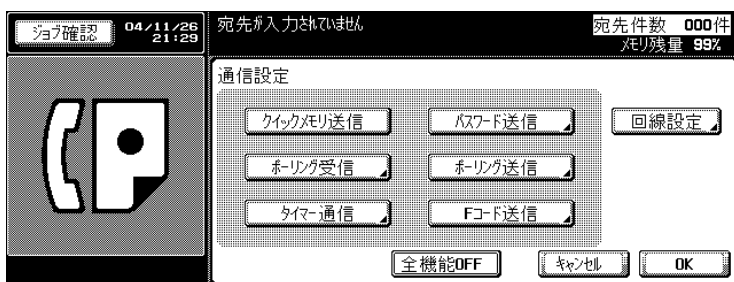 ジョブ確認
04/11/26
21:29
宛先が入力されていません
宛先件数 000件
メモリ残量 99%
通信設定
クイックメモリ送信
パスワード送信
回線設定
ポーリング受信
ポーリング送信
タイマー通信
Fコード送信
全機能OFF
キャンセル
OK